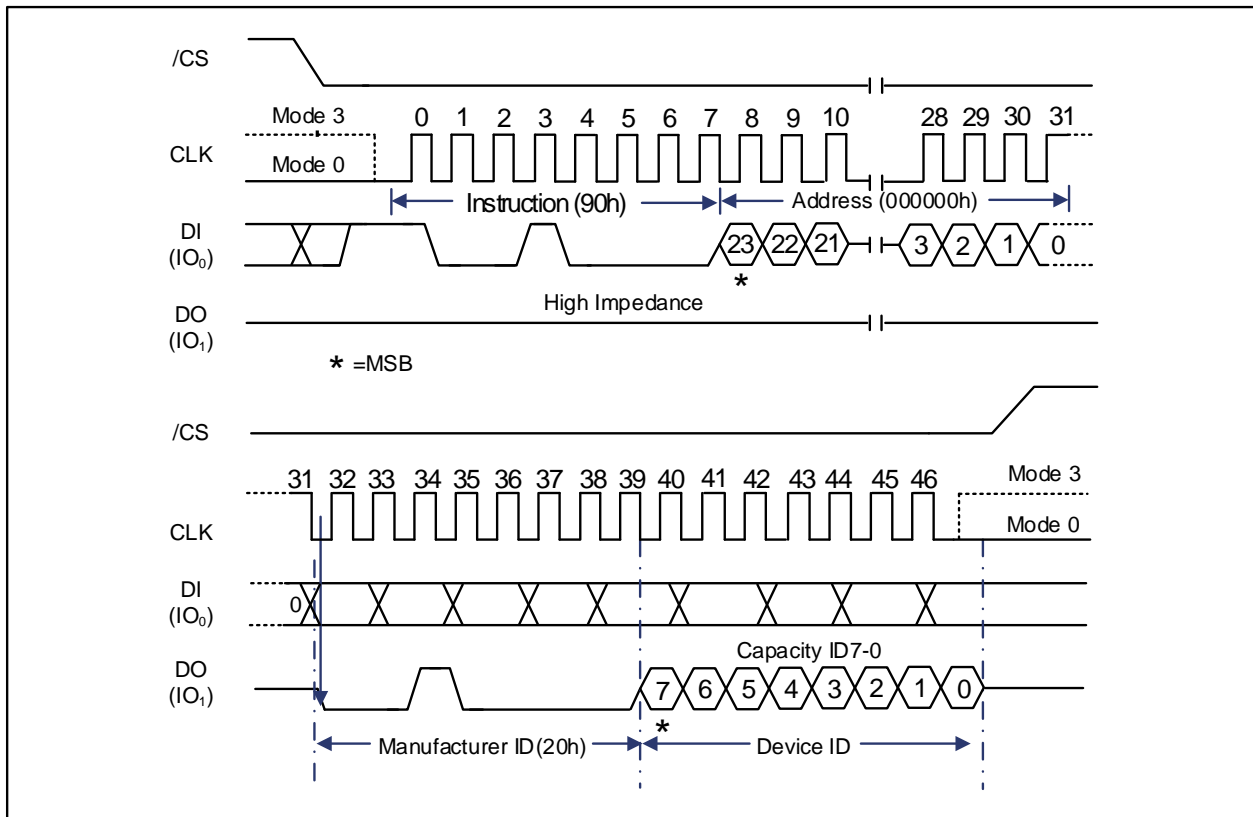 /CS
Mode 3
0 1 2 3 4 5 6 7 8 9 10 28 29 30 31
CLK
Mode 0
Instruction (90h)
Address (000000h)
DI
(IO₀)
23 22 21 3 2 1 0
*
High Impedance
DO
(IO₁)
* =MSB
/CS
31 32 33 34 35 36 37 38 39 40 41 42 43 44 45 46
Mode 3
CLK
Mode 0
DI
(IO₀)
0
Capacity ID7-0
DO
(IO₁)
7 6 5 4 3 2 1 0
*
Manufacturer ID(20h)
Device ID